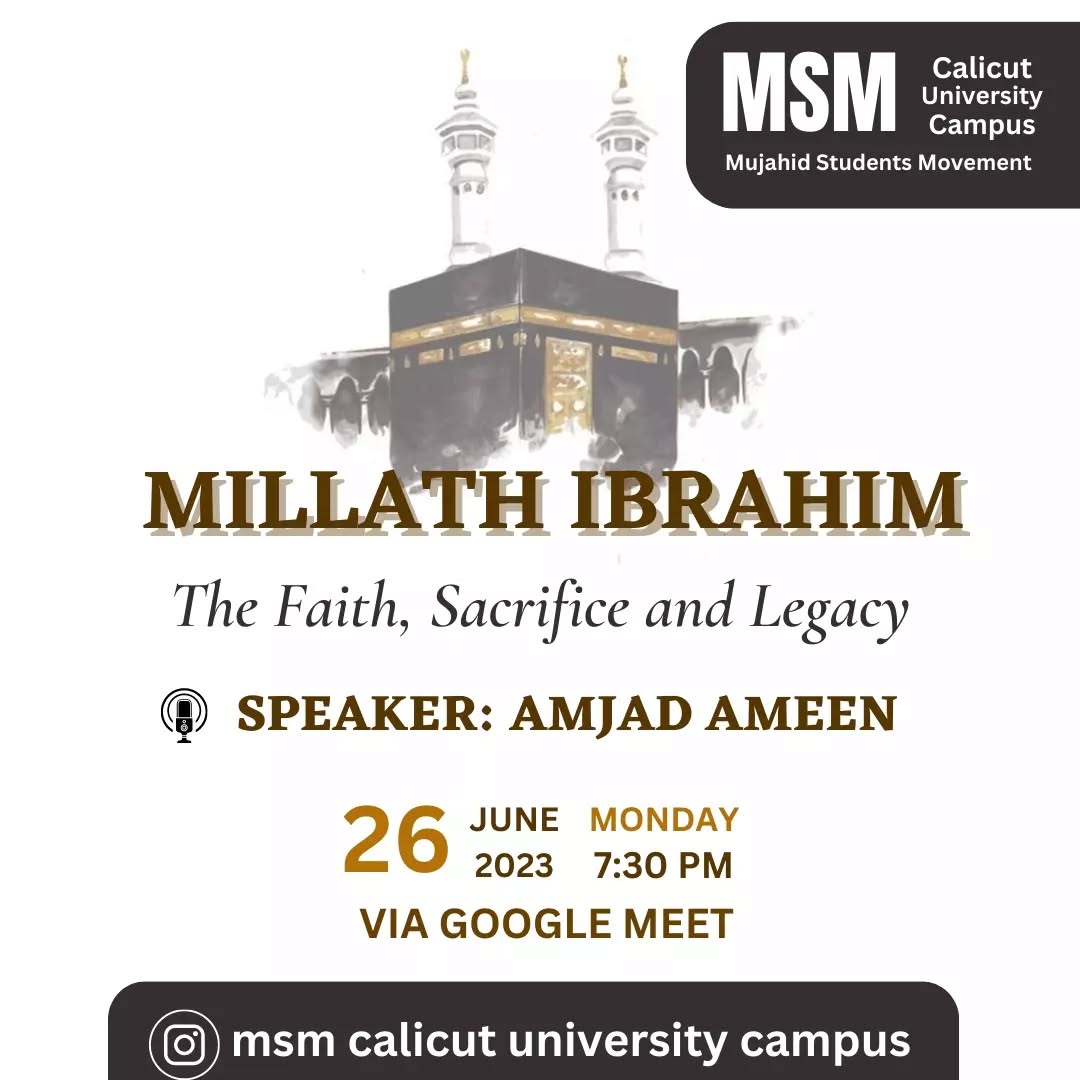 MSM
Calicut
University
Campus
Mujahid Students Movement
MILLATH IBRAHIM
The Faith, Sacrifice and Legacy
SPEAKER: AMJAD AMEEN
26 JUNE MONDAY
2023 7:30 PM
VIA GOOGLE MEET
msm calicut university campus